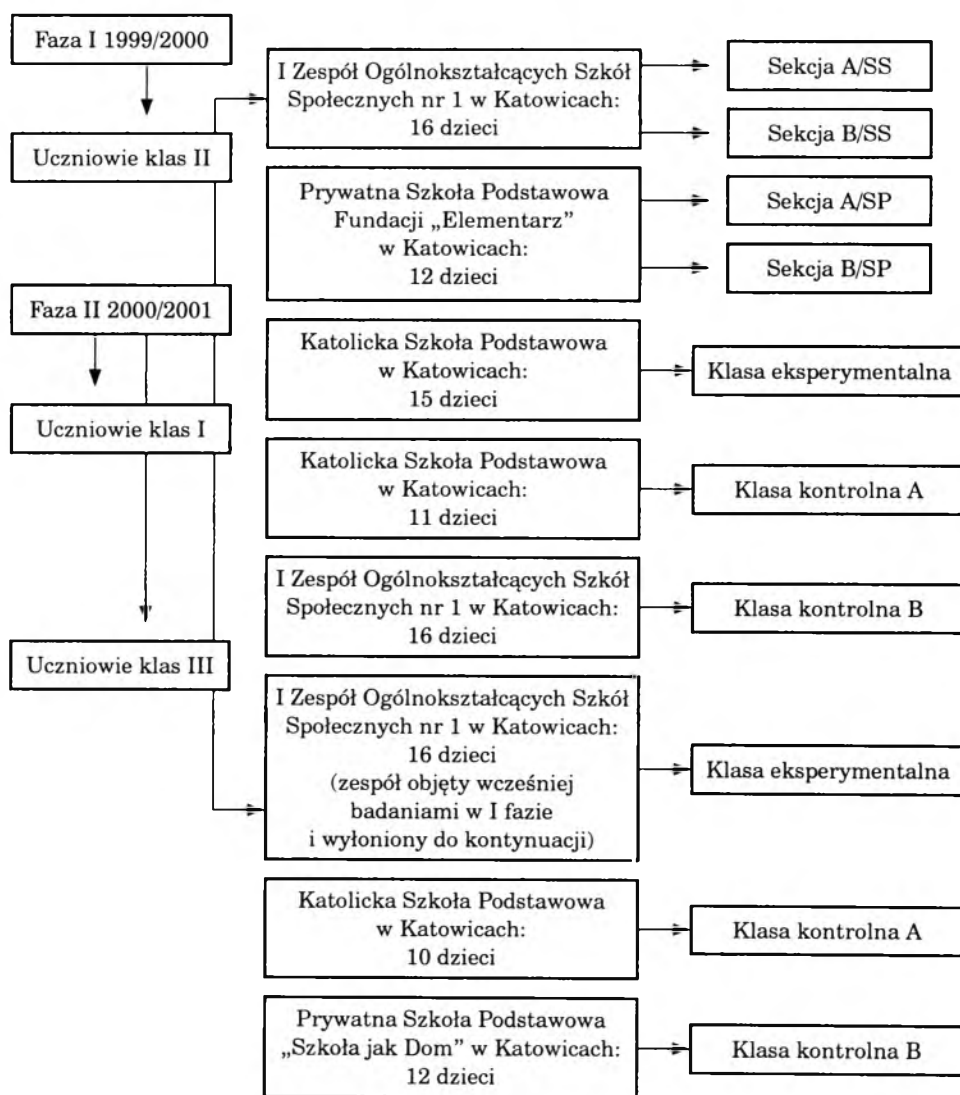 Faza I 1999/2000
Uczniowie klas II
I Zespół Ogólnokształcących Szkół
Społecznych nr 1 w Katowicach:
16 dzieci
Sekcja A/SS
Sekcja B/SS
Prywatna Szkoła Podstawowa
Fundacji „Elementarz”
w Katowicach:
12 dzieci
Sekcja A/SP
Sekcja B/SP
Faza II 2000/2001
Uczniowie klas I
Katolicka Szkoła Podstawowa
w Katowicach:
15 dzieci
Klasa eksperymentalna
Katolicka Szkoła Podstawowa
w Katowicach:
11 dzieci
Klasa kontrolna A
I Zespół Ogólnokształcących Szkół
Społecznych nr 1 w Katowicach:
16 dzieci
Klasa kontrolna B
Uczniowie klas III
I Zespół Ogólnokształcących Szkół
Społecznych nr 1 w Katowicach:
16 dzieci
(zespół objęty wcześniej
badaniami w I fazie
i wyłoniony do kontynuacji)
Klasa eksperymentalna
Katolicka Szkoła Podstawowa
w Katowicach:
10 dzieci
Klasa kontrolna A
Prywatna Szkoła Podstawowa
„Szkoła jak Dom” w Katowicach:
12 dzieci
Klasa kontrolna B